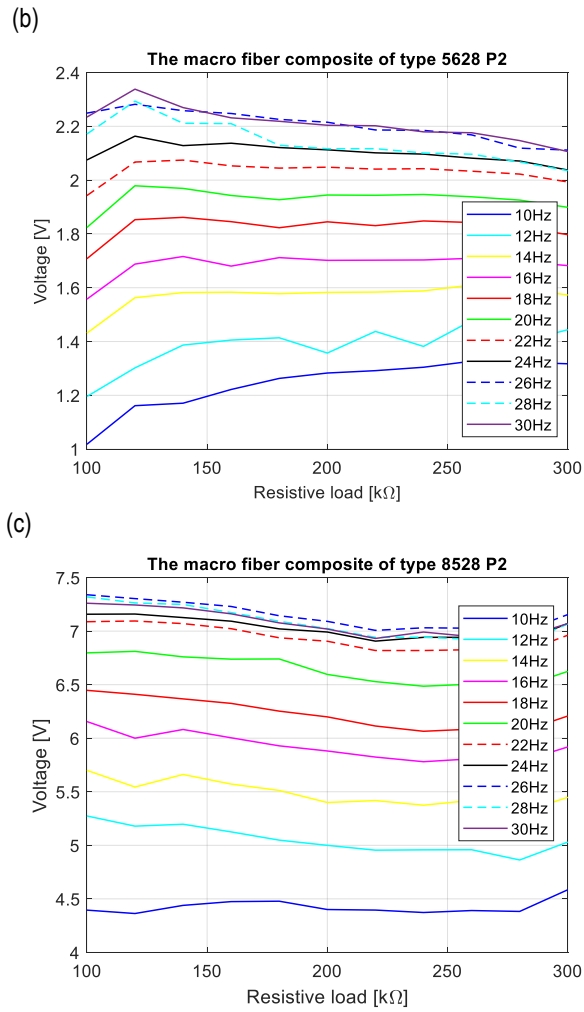 (b)
The macro fiber composite of type 5628 P2
2.4
2.2
2
1.8
1.6
1.4
1.2
1
Voltage [V]
10Hz
12Hz
14Hz
16Hz
18Hz
20Hz
22Hz
24Hz
26Hz
28Hz
30Hz
100 150 200 250 300
Resistive load [kΩ]
(c)
The macro fiber composite of type 8528 P2
7.5
7
6.5
6
5.5
5
4.5
4
Voltage [V]
10Hz
12Hz
14Hz
16Hz
18Hz
20Hz
22Hz
24Hz
26Hz
28Hz
30Hz
100 150 200 250 300
Resistive load [kΩ]